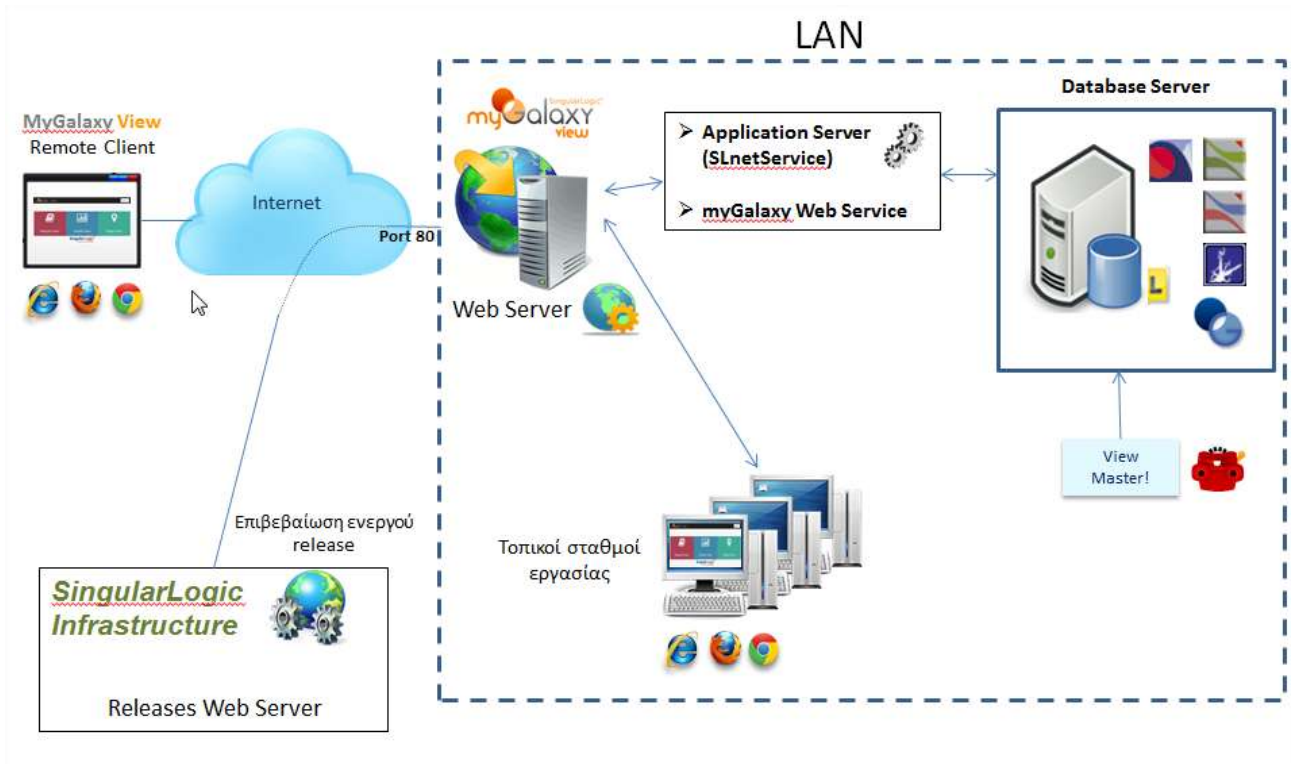 LAN
MyGalaxy View
Remote Client
Internet
Port 80
SingularLogic
myGalaxy
view
Web Server
➢ Application Server
(SLnetService)
➢ myGalaxy Web Service
Database Server
L
View
Master!
Τοπικοί σταθμοί
εργασίας
Επιβεβαίωση ενεργού
release
SingularLogic
Infrastructure
Releases Web Server